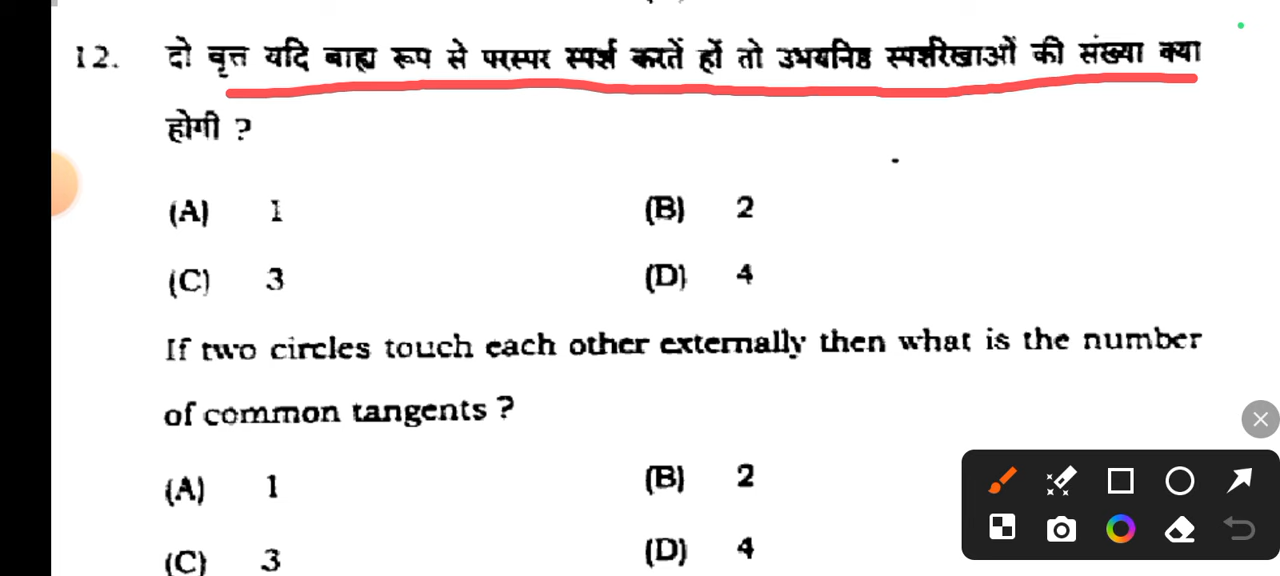 12. दो वृत्त यदि बाह्य रूप से परस्पर स्पर्श करतें हों तो उभयनिष्ठ स्पर्शरेखाओं की संख्या क्या
होगी ?
(A) 1 (B) 2
(C) 3 (D) 4
If two circles touch each other externally then what is the number
of common tangents ?
(A) 1 (B) 2
(C) 3 (D) 4